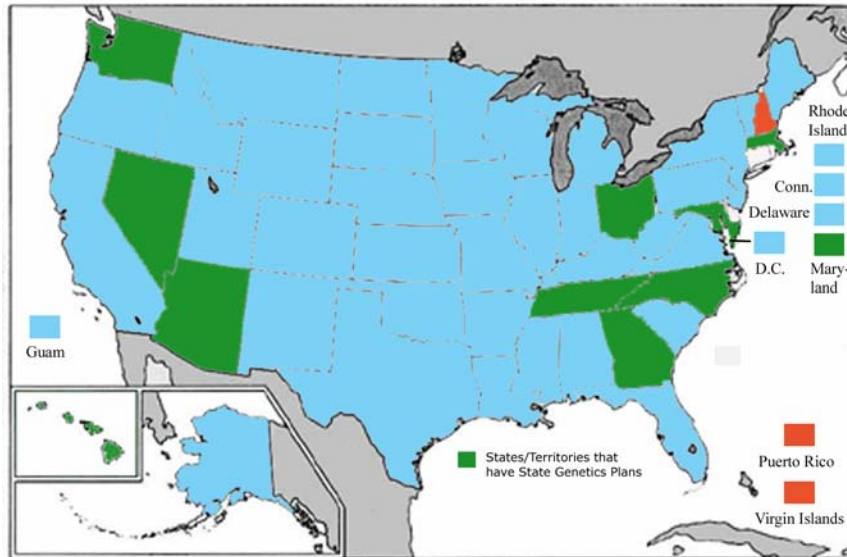 Rhode
Island
Conn.
Delaware
D.C.
Mary-
land
Guam
States/Territories that
have State Genetics Plans
Puerto Rico
Virgin Islands